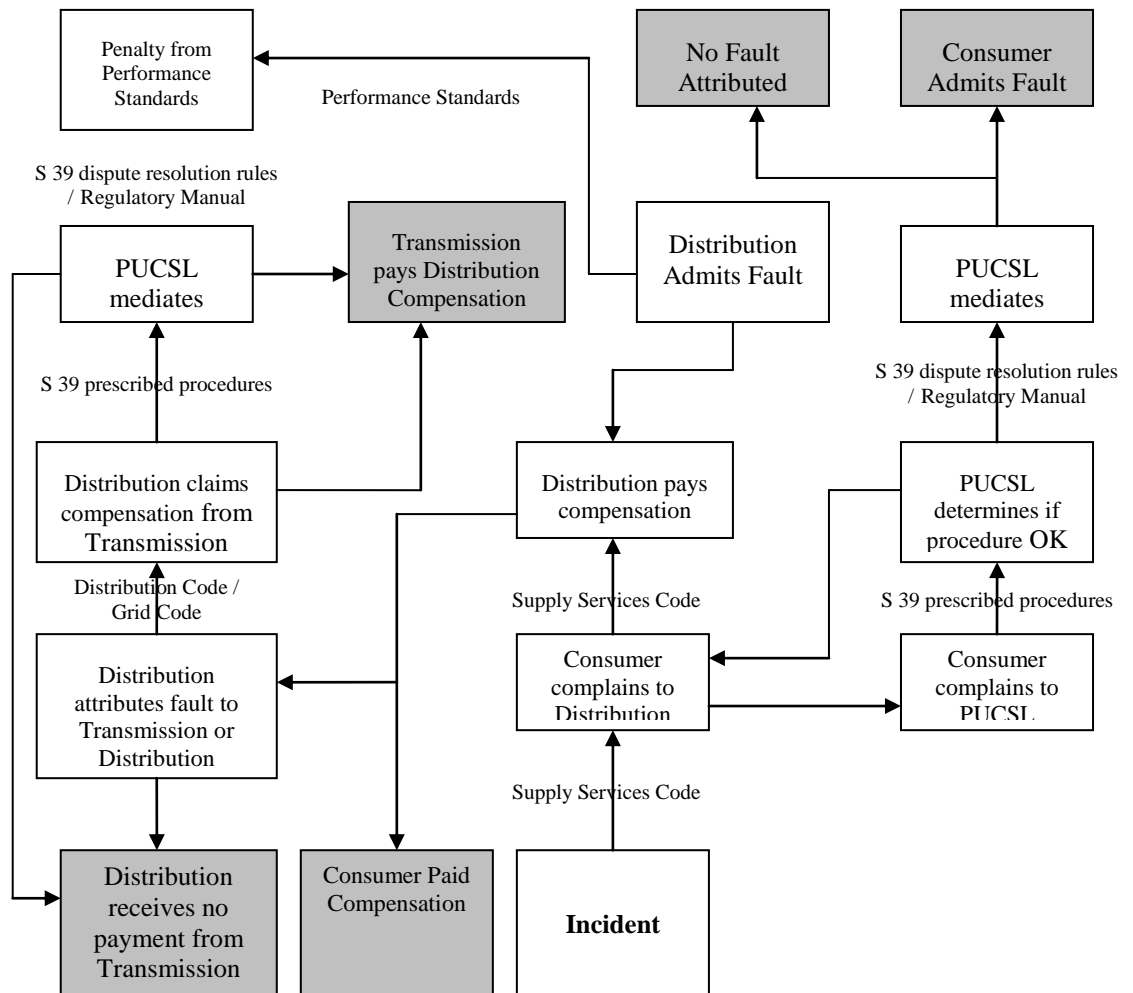 Penalty from
Performance
Standards
Performance Standards
No Fault
Attributed
Consumer
Admits Fault
S 39 dispute resolution rules
/ Regulatory Manual
PUCSL
mediates
Transmission
pays Distribution
Compensation
Distribution
Admits Fault
PUCSL
mediates
S 39 prescribed procedures
S 39 dispute resolution rules
/ Regulatory Manual
Distribution claims
compensation from
Transmission
Distribution pays
compensation
PUCSL
determines if
procedure OK
Distribution Code /
Grid Code
Supply Services Code
S 39 prescribed procedures
Distribution
attributes fault to
Transmission or
Distribution
Consumer
complains to
Distribution
Consumer
complains to
PUCSL
Supply Services Code
Distribution
receives no
payment from
Transmission
Consumer Paid
Compensation
Incident